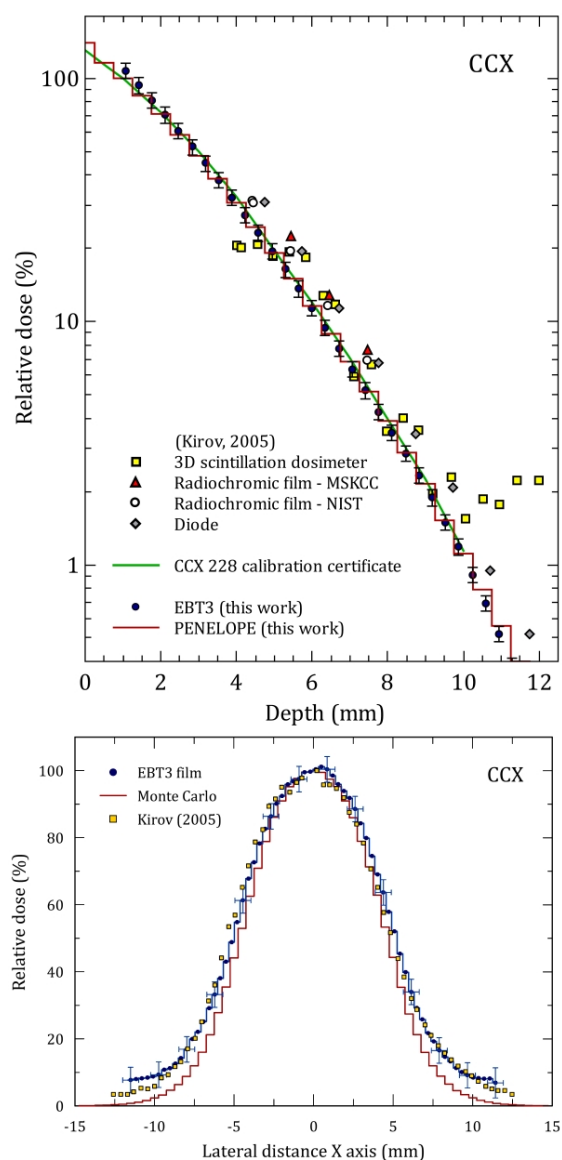 CCX
100
10
1
Relative dose (%)
(Kirov, 2005)
3D scintillation dosimeter
Radiochromic film - MSKCC
Radiochromic film - NIST
Diode
CCX 228 calibration certificate
EBT3 (this work)
PENELOPE (this work)
0 2 4 6 8 10 12
Depth (mm)
CCX
EBT3 film
Monte Carlo
Kirov (2005)
100
80
60
40
20
0
Relative dose (%)
-15 -10 -5 0 5 10 15
Lateral distance X axis (mm)